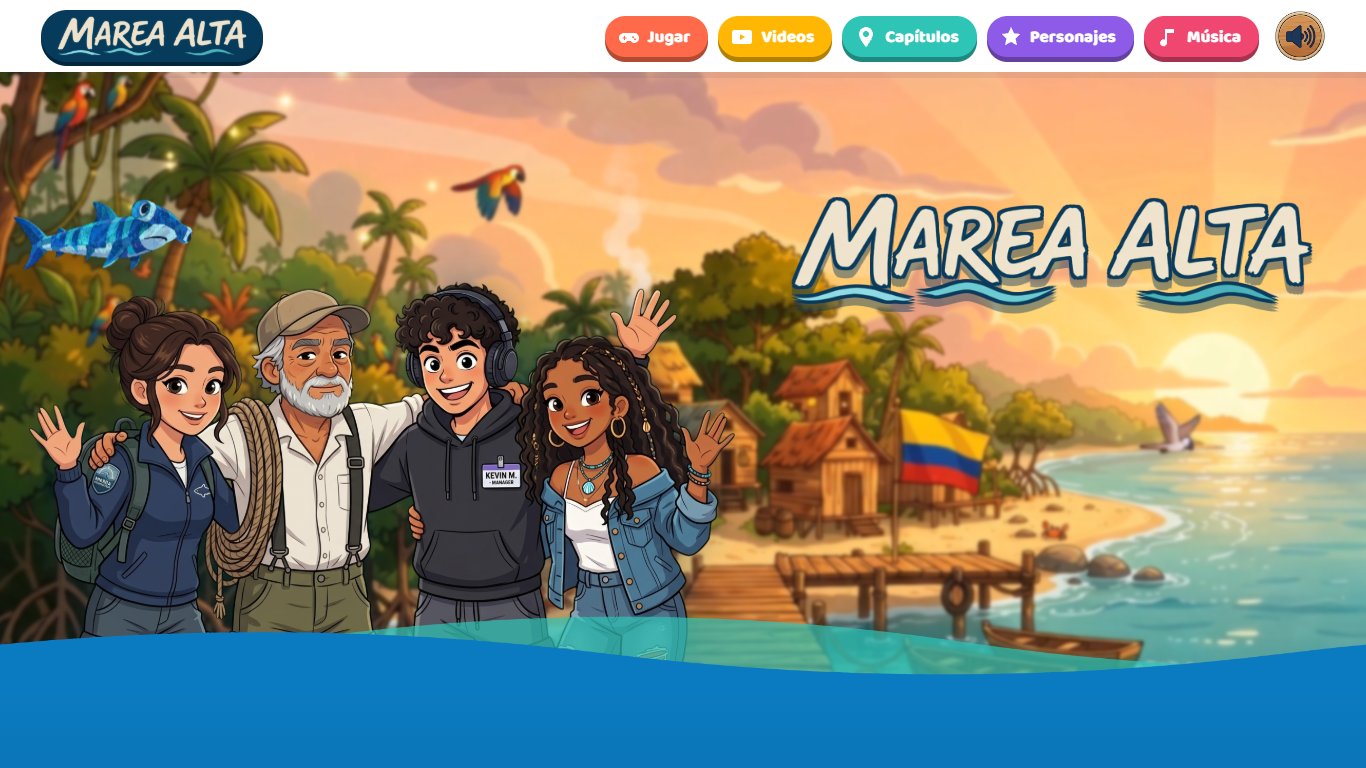 MAREA ALTA
Jugar
Videos
Capítulos
Personajes
Música
MAREA ALTA
KEVIN M.
- MANAGER